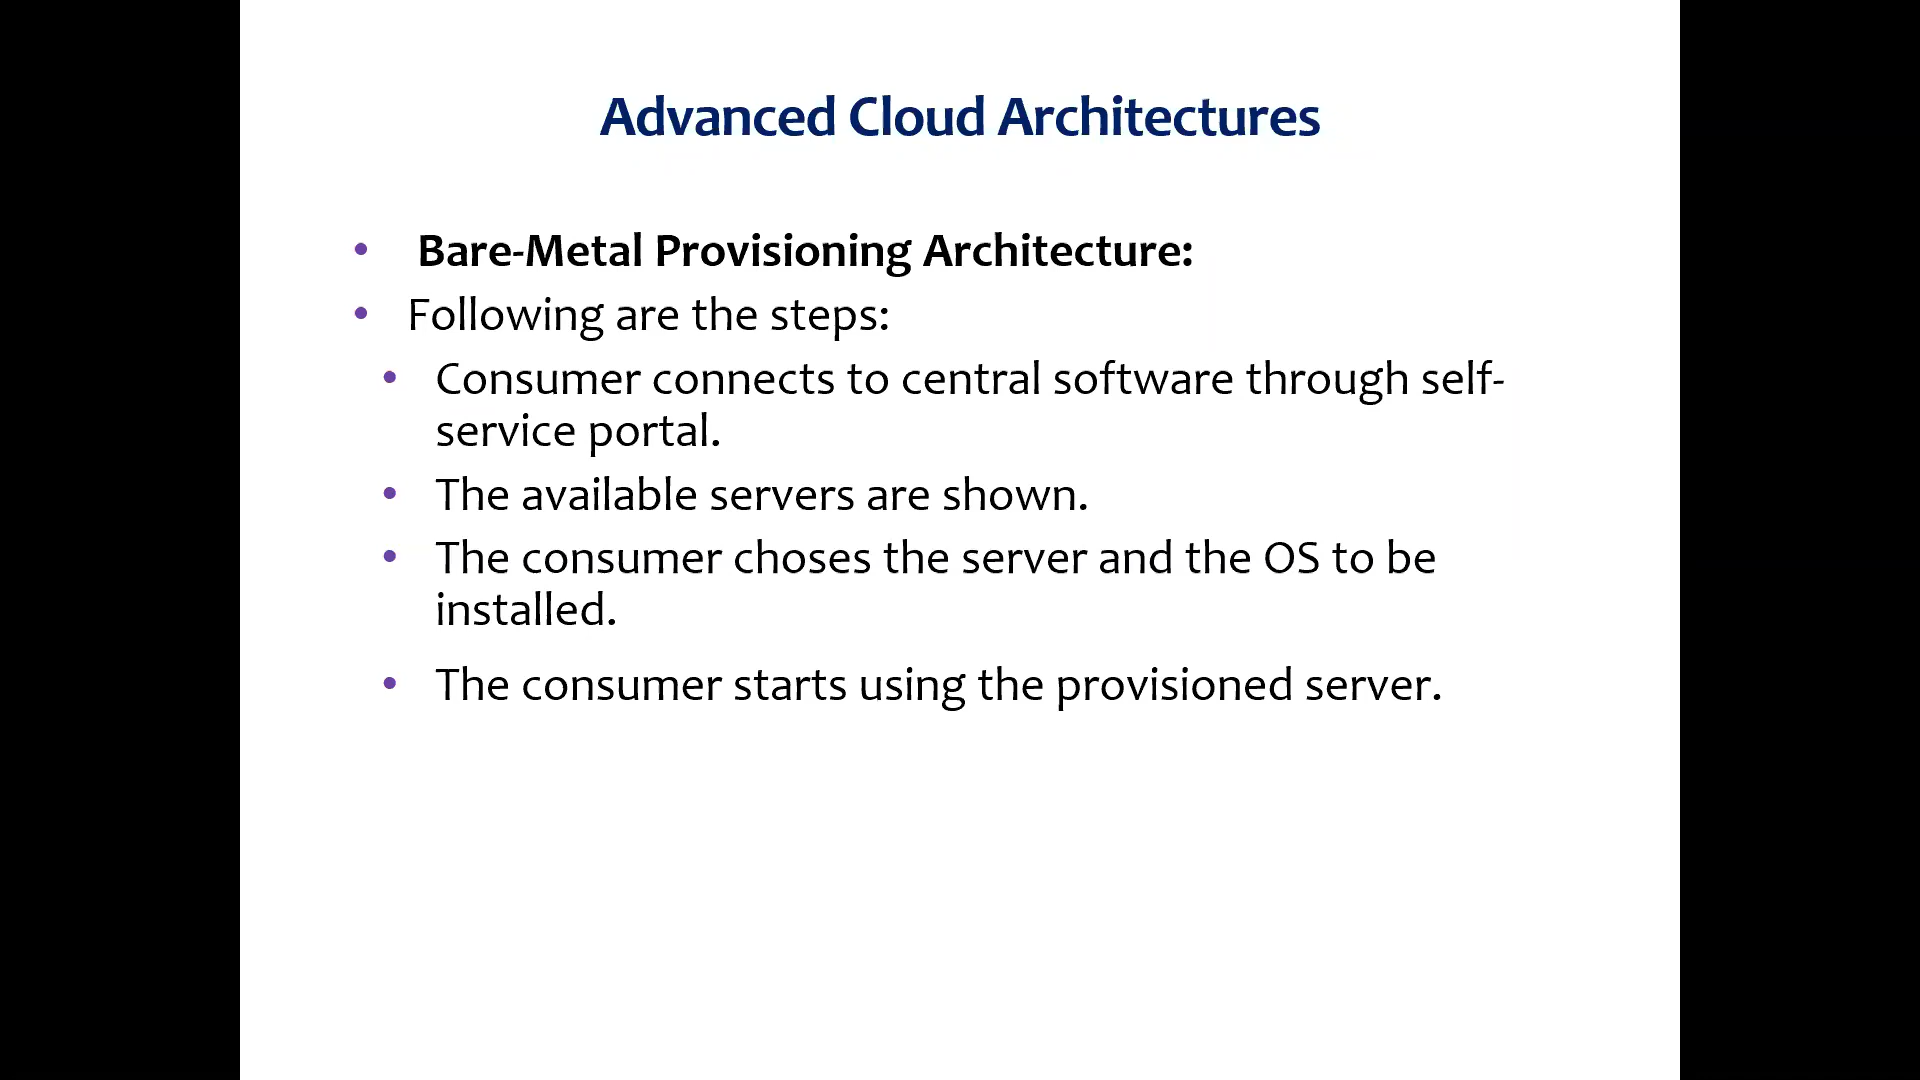 Advanced Cloud Architectures
• Bare-Metal Provisioning Architecture:
• Following are the steps:
• Consumer connects to central software through self-
service portal.
• The available servers are shown.
• The consumer choses the server and the OS to be
installed.
• The consumer starts using the provisioned server.